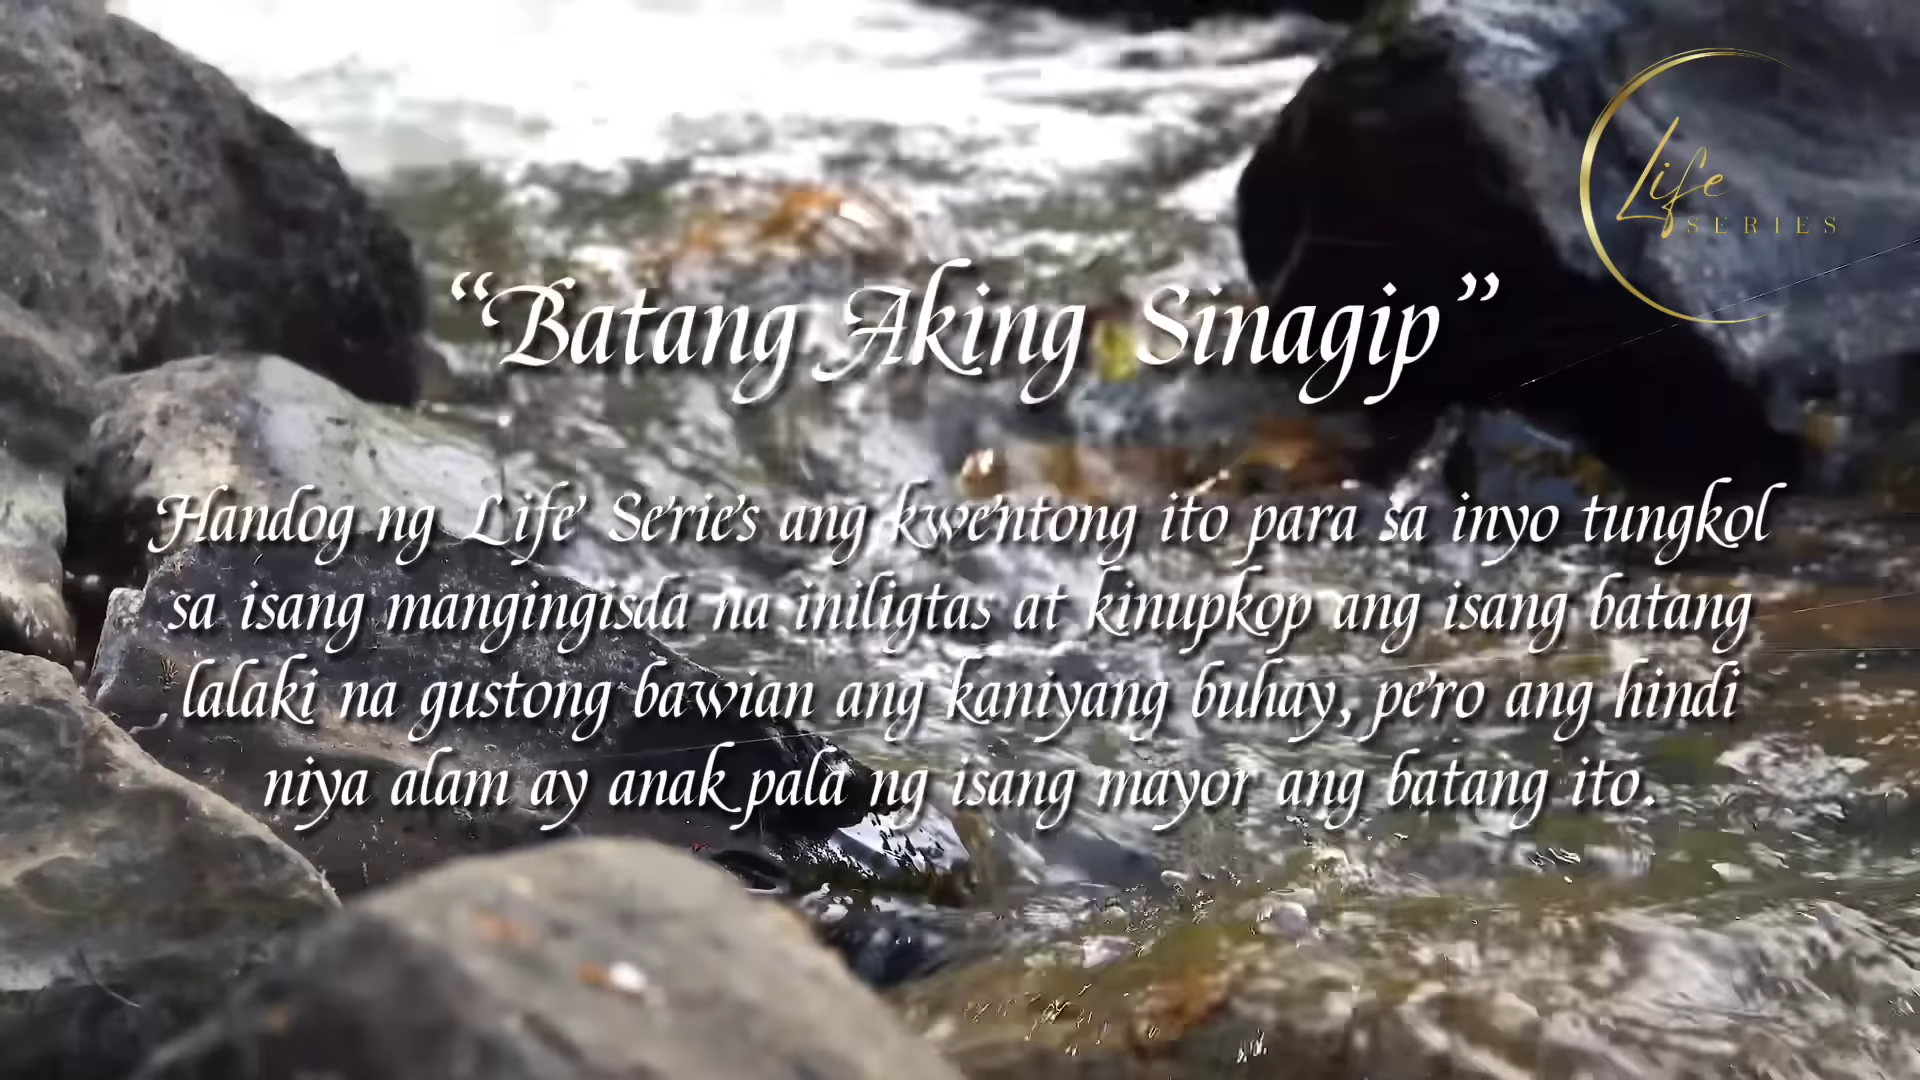 Life
SERIES
“Batang Aking Sinagip”
Handog ng Life Series ang kwentong ito para sa inyo tungkol
sa isang mangingisda na iniligtas at kinupkop ang isang batang
lalaki na gustong bawian ang kaniyang buhay, pero ang hindi
niya alam ay anak pala ng isang mayor ang batang ito.